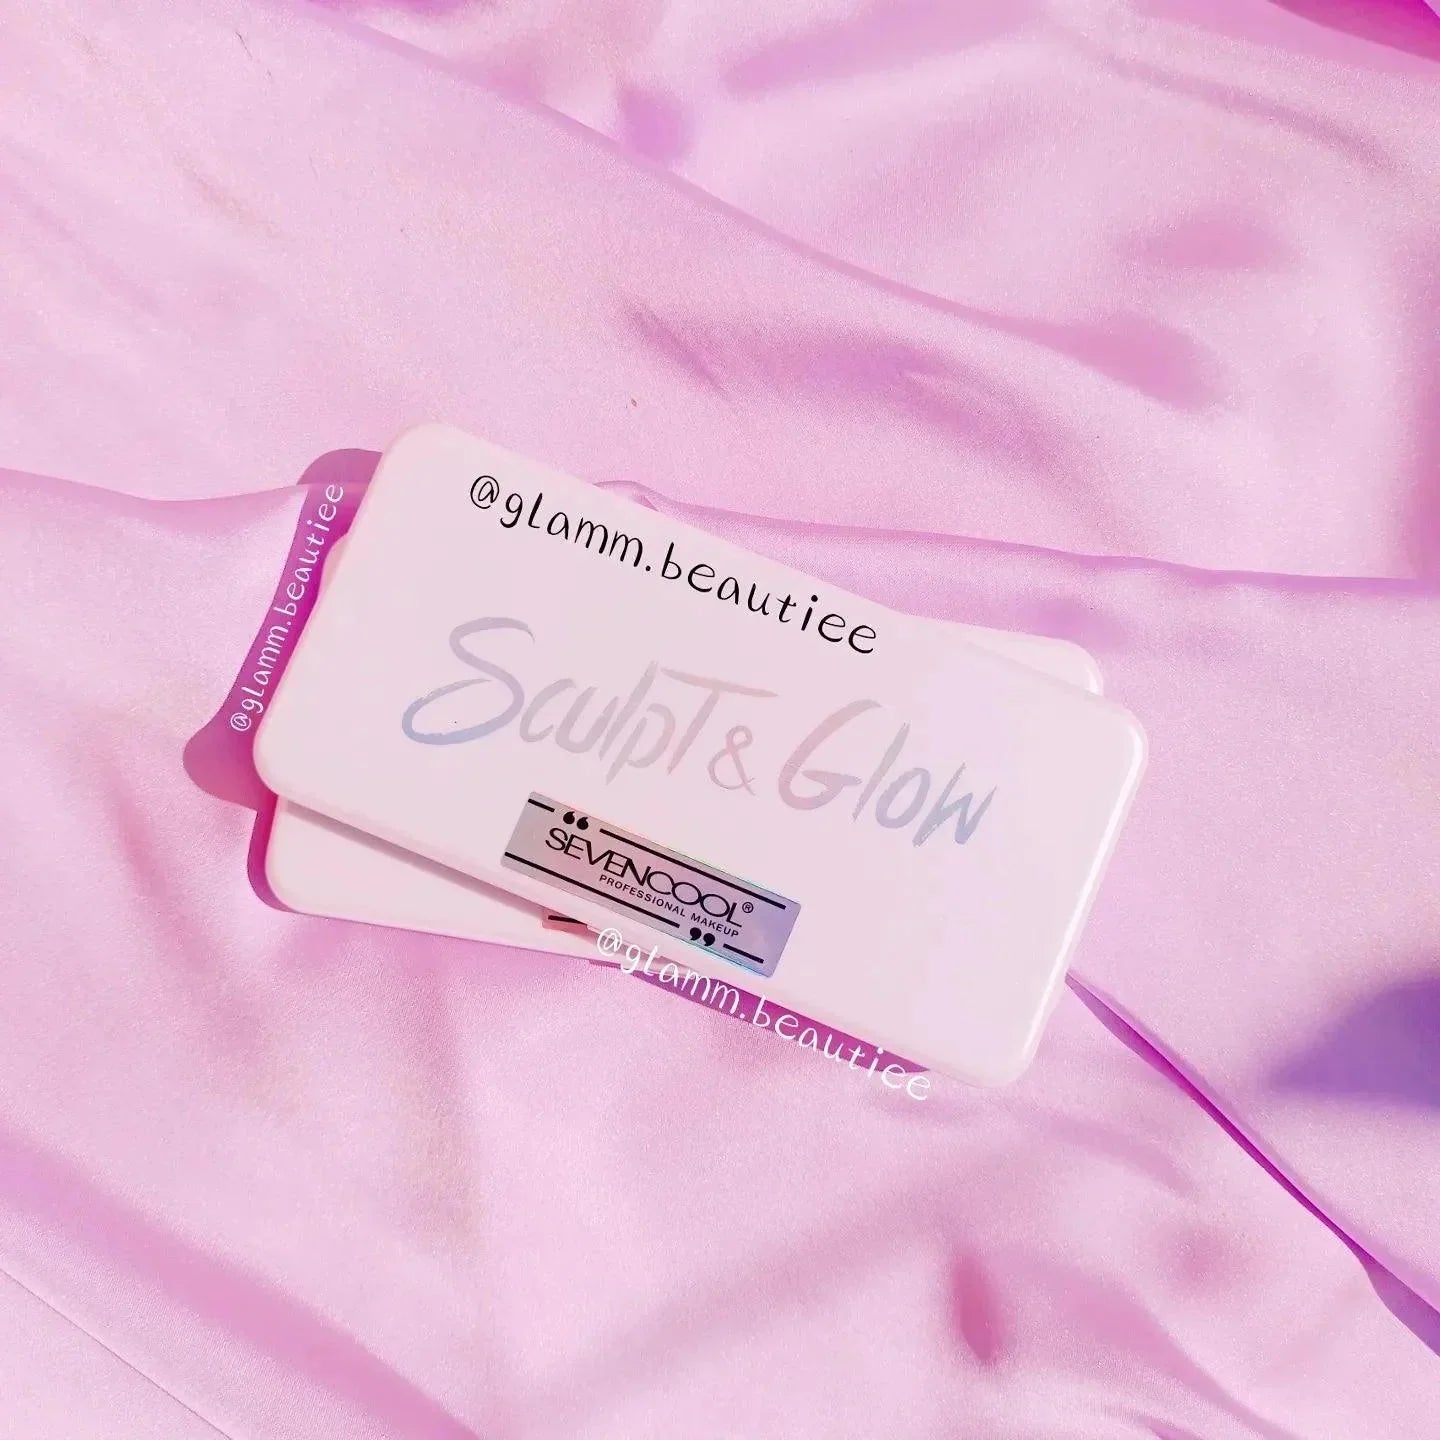 @glamm.beautiee
@glamm.beautiee
Sculpt & Glow
“
SEVENCOOL®
PROFESSIONAL MAKEUP
”
@glamm.beautiee